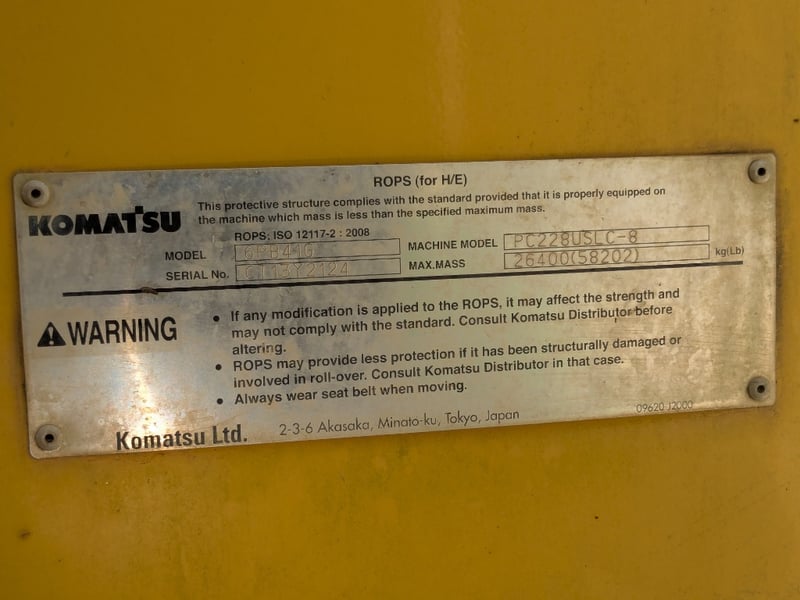 ROPS (for H/E)
KOMATSU
This protective structure complies with the standard provided that it is properly equipped on
the machine which mass is less than the specified maximum mass.
ROPS; ISO 12117-2 : 2008
MODEL MACHINE MODEL PC228USLC-8
SERIAL No. CT13Y2124 MAX.MASS 26400(58202) kg(Lb)
WARNING
• If any modification is applied to the ROPS, it may affect the strength and
may not comply with the standard. Consult Komatsu Distributor before
altering.
• ROPS may provide less protection if it has been structurally damaged or
involved in roll-over. Consult Komatsu Distributor in that case.
• Always wear seat belt when moving.
Komatsu Ltd. 2-3-6 Akasaka, Minato-ku, Tokyo, Japan
09620-J2000